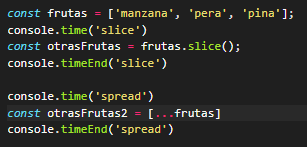 const frutas = ['manzana', 'pera', 'pina'];
console.time('slice')
const otrasFrutas = frutas.slice();
console.timeEnd('slice')
console.time('spread')
const otrasFrutas2 = [...frutas]
console.timeEnd('spread')